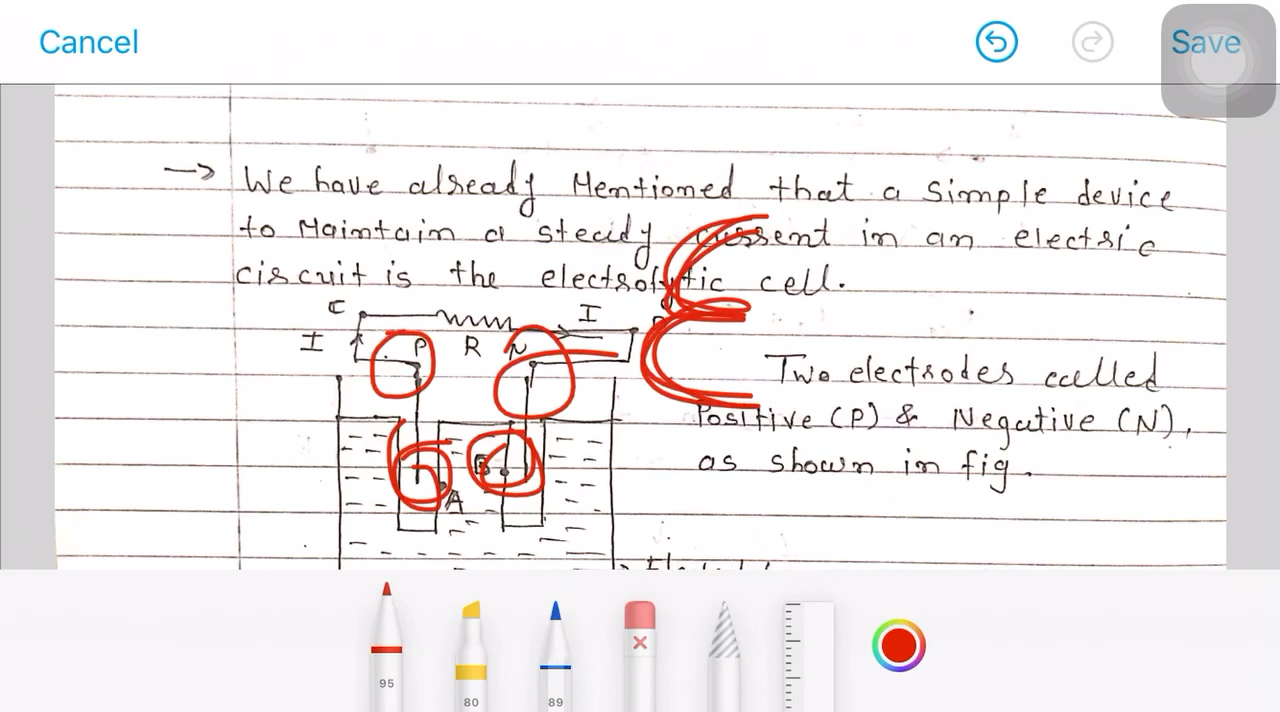 Cancel
Save
→ We have already Mentioned that a simple device
to Maintain a steady current in an electric
circuit is the electrolytic cell.
C
I
I
P
R
N
Two electrodes called
Positive (P) & Negative (N),
as shown in fig.
B
A
95
80
89